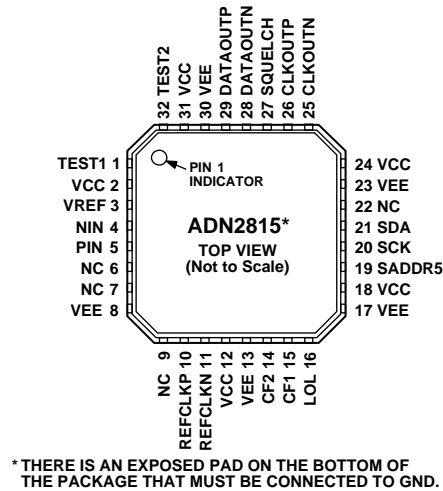 32 TEST2
31 VCC
30 VEE
29 DATAOUTP
28 DATAOUTN
27 SQUELCH
26 CLKOUTP
25 CLKOUTN
TEST1 1
VCC 2
VREF 3
NIN 4
PIN 5
NC 6
NC 7
VEE 8
PIN 1
INDICATOR
ADN2815*
TOP VIEW
(Not to Scale)
24 VCC
23 VEE
22 NC
21 SDA
20 SCK
19 SADDR5
18 VCC
17 VEE
NC 9
REFCLKP 10
REFCLKN 11
VCC 12
VEE 13
CF2 14
CF1 15
LOL 16
* THERE IS AN EXPOSED PAD ON THE BOTTOM OF
THE PACKAGE THAT MUST BE CONNECTED TO GND.